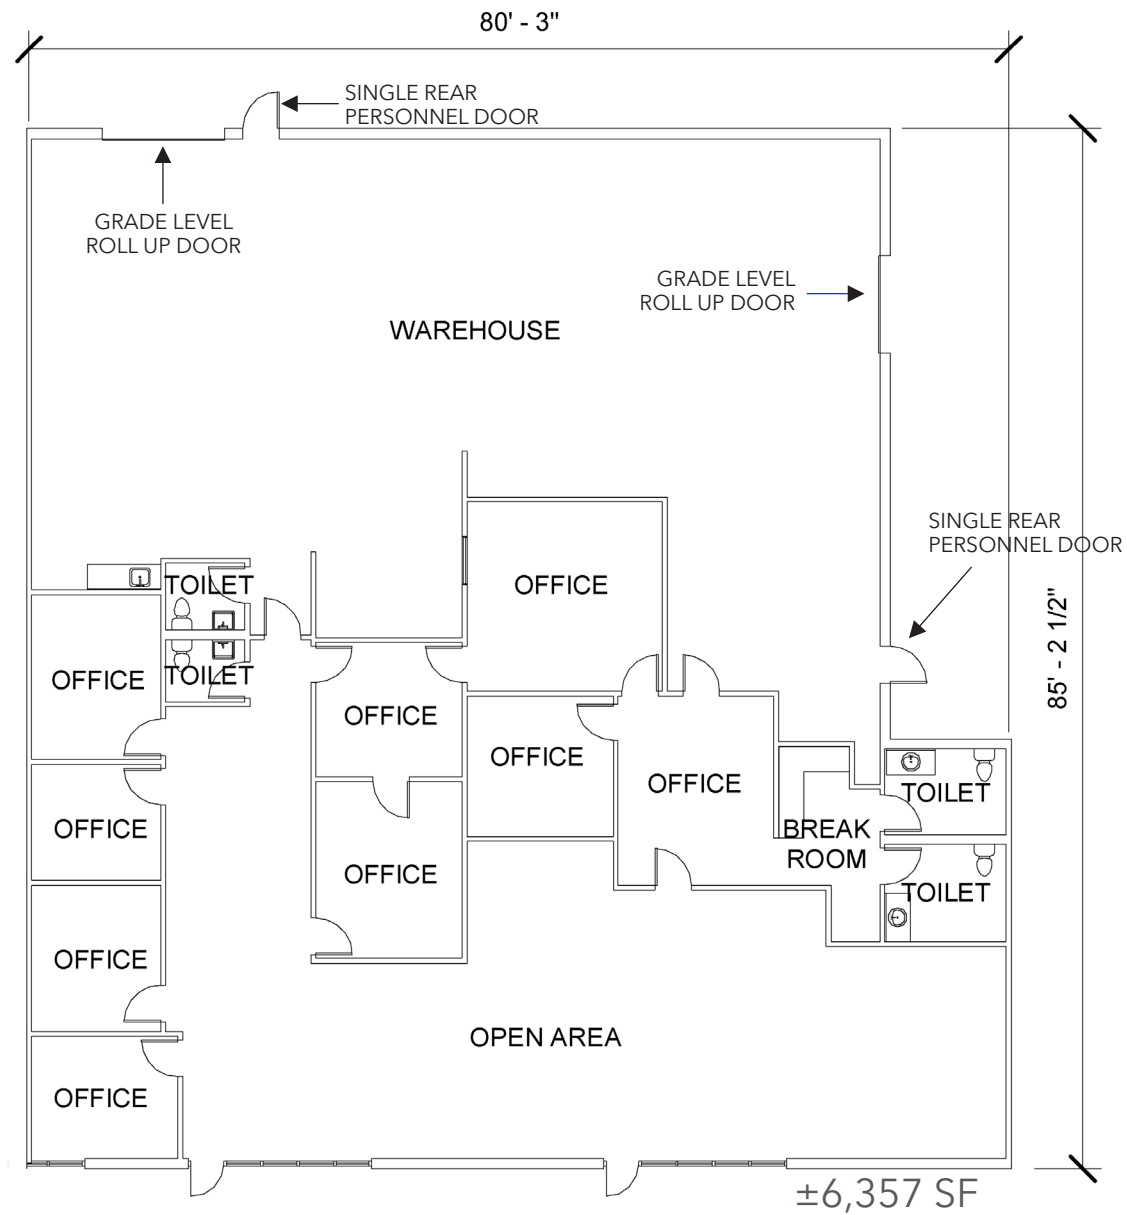 80' - 3"
SINGLE REAR
PERSONNEL DOOR
GRADE LEVEL
ROLL UP DOOR
GRADE LEVEL
ROLL UP DOOR
WAREHOUSE
SINGLE REAR
PERSONNEL DOOR
85' - 2 1/2"
TOILET
OFFICE
OFFICE
TOILET
OFFICE
OFFICE
OFFICE
OFFICE
TOILET
OFFICE
BREAK
ROOM
OFFICE
TOILET
OFFICE
OPEN AREA
OFFICE
±6,357 SF